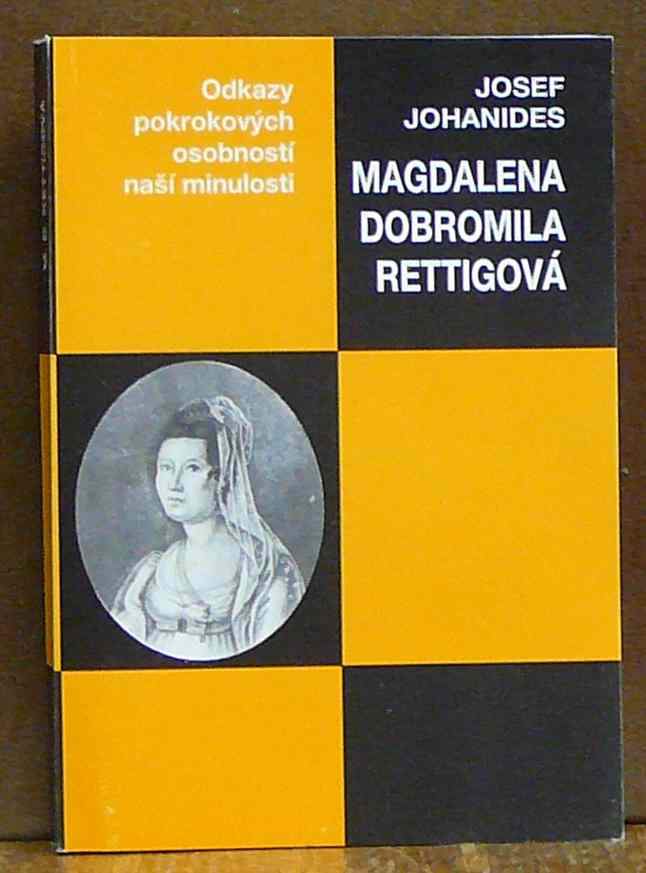 Odkazy
pokrokových
osobností
naší minulosti
JOSEF
JOHANIDES
MAGDALENA
DOBROMILA
RETTIGOVÁ